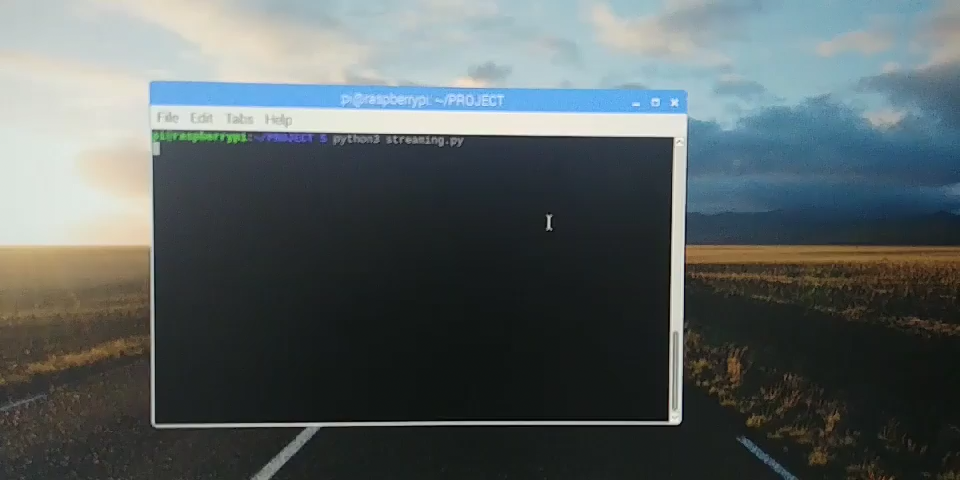 pi@raspberrypi: ~/PROJECT
File Edit Tabs Help
pi@raspberrypi:~/PROJECT $ python3 streaming.py